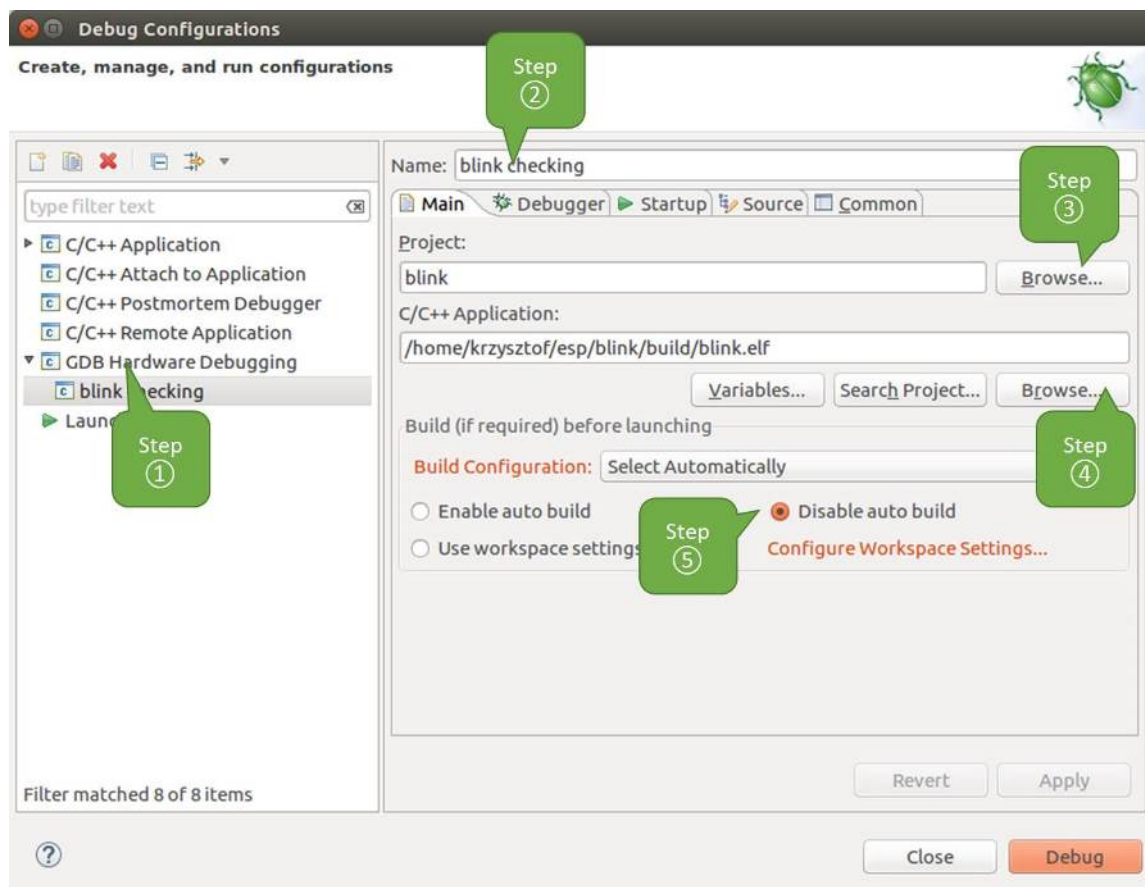 Debug Configurations
Create, manage, and run configurations
Step
②
type filter text
C/C++ Application
C/C++ Attach to Application
C/C++ Postmortem Debugger
C/C++ Remote Application
GDB Hardware Debugging
blink checking
Step
①
Filter matched 8 of 8 items
Name: blink checking
Main Debugger Startup Source Common
Step
③
Project:
blink Browse...
C/C++ Application:
/home/krzysztof/esp/blink/build/blink.elf
Variables... Search Project... Browse...
Step
④
Build (if required) before launching
Build Configuration: Select Automatically
Enable auto build Disable auto build
Step
⑤
Use workspace settings Configure Workspace Settings...
Revert Apply
Close Debug